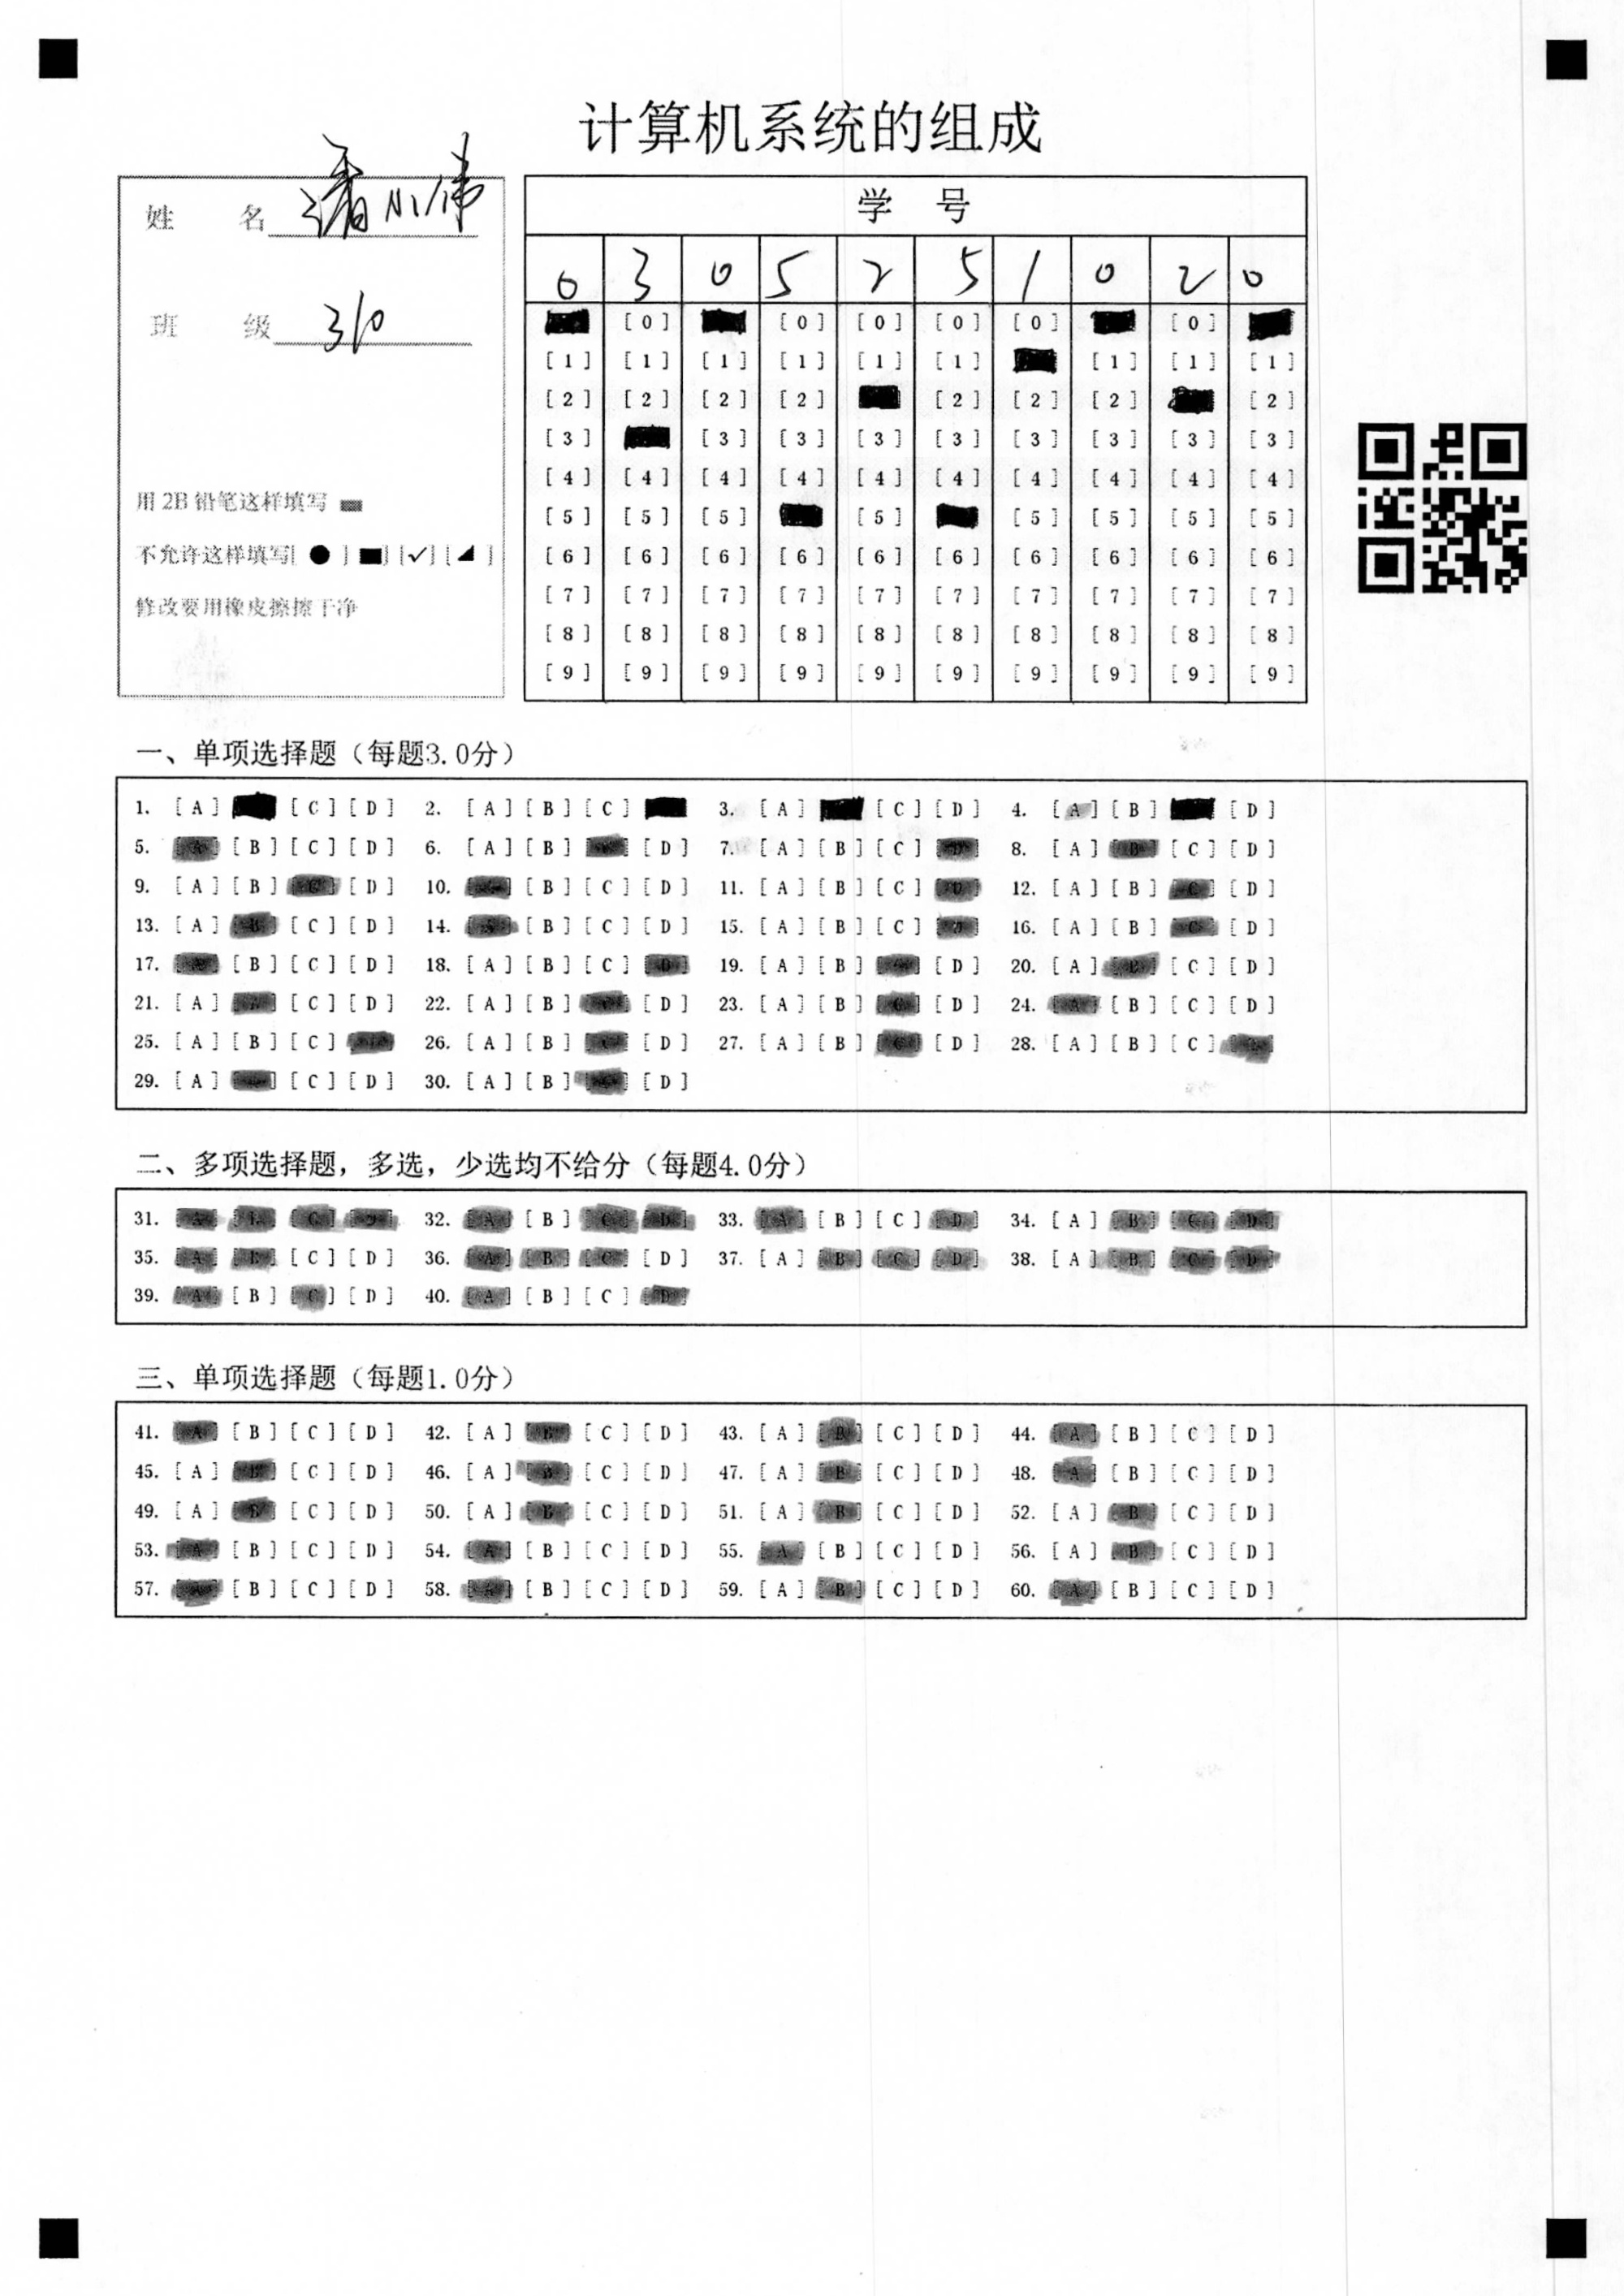 计算机系统的组成
姓 名 潘小伟
班 级 310
用2B铅笔这样填写
不允许这样填写[ ● ] [■] [✓] [◢ ]
修改要用橡皮擦擦干净
学 号
0 3 0 5 2 5 1 0 2 0
[0] [0] [0] [0] [0] [0]
[1] [1] [1] [1] [1] [1] [1] [1] [1]
[2] [2] [2] [2] [2] [2] [2] [2]
[3] [3] [3] [3] [3] [3] [3] [3] [3]
[4] [4] [4] [4] [4] [4] [4] [4] [4] [4]
[5] [5] [5] [5] [5] [5] [5] [5]
[6] [6] [6] [6] [6] [6] [6] [6] [6] [6]
[7] [7] [7] [7] [7] [7] [7] [7] [7] [7]
[8] [8] [8] [8] [8] [8] [8] [8] [8] [8]
[9] [9] [9] [9] [9] [9] [9] [9] [9] [9]
一、单项选择题（每题3.0分）
1. [A] [C] [D] 2. [A] [B] [C] 3. [A] [C] [D] 4. [A] [B] [D]
5. [A] [B] [C] [D] 6. [A] [B] [C] [D] 7. [A] [B] [C] [D] 8. [A] [B] [C] [D]
9. [A] [B] [C] [D] 10. [A] [B] [C] [D] 11. [A] [B] [C] [D] 12. [A] [B] [C] [D]
13. [A] [B] [C] [D] 14. [A] [B] [C] [D] 15. [A] [B] [C] [D] 16. [A] [B] [C] [D]
17. [A] [B] [C] [D] 18. [A] [B] [C] [D] 19. [A] [B] [C] [D] 20. [A] [B] [C] [D]
21. [A] [B] [C] [D] 22. [A] [B] [C] [D] 23. [A] [B] [C] [D] 24. [A] [B] [C] [D]
25. [A] [B] [C] [D] 26. [A] [B] [C] [D] 27. [A] [B] [C] [D] 28. [A] [B] [C] [D]
29. [A] [B] [C] [D] 30. [A] [B] [C] [D]
二、多项选择题，多选，少选均不给分（每题4.0分）
31. [A] [B] [C] [D] 32. [A] [B] [C] [D] 33. [A] [B] [C] [D] 34. [A] [B] [C] [D]
35. [A] [B] [C] [D] 36. [A] [B] [C] [D] 37. [A] [B] [C] [D] 38. [A] [B] [C] [D]
39. [A] [B] [C] [D] 40. [A] [B] [C] [D]
三、单项选择题（每题1.0分）
41. [A] [B] [C] [D] 42. [A] [B] [C] [D] 43. [A] [B] [C] [D] 44. [A] [B] [C] [D]
45. [A] [B] [C] [D] 46. [A] [B] [C] [D] 47. [A] [B] [C] [D] 48. [A] [B] [C] [D]
49. [A] [B] [C] [D] 50. [A] [B] [C] [D] 51. [A] [B] [C] [D] 52. [A] [B] [C] [D]
53. [A] [B] [C] [D] 54. [A] [B] [C] [D] 55. [A] [B] [C] [D] 56. [A] [B] [C] [D]
57. [A] [B] [C] [D] 58. [A] [B] [C] [D] 59. [A] [B] [C] [D] 60. [A] [B] [C] [D]